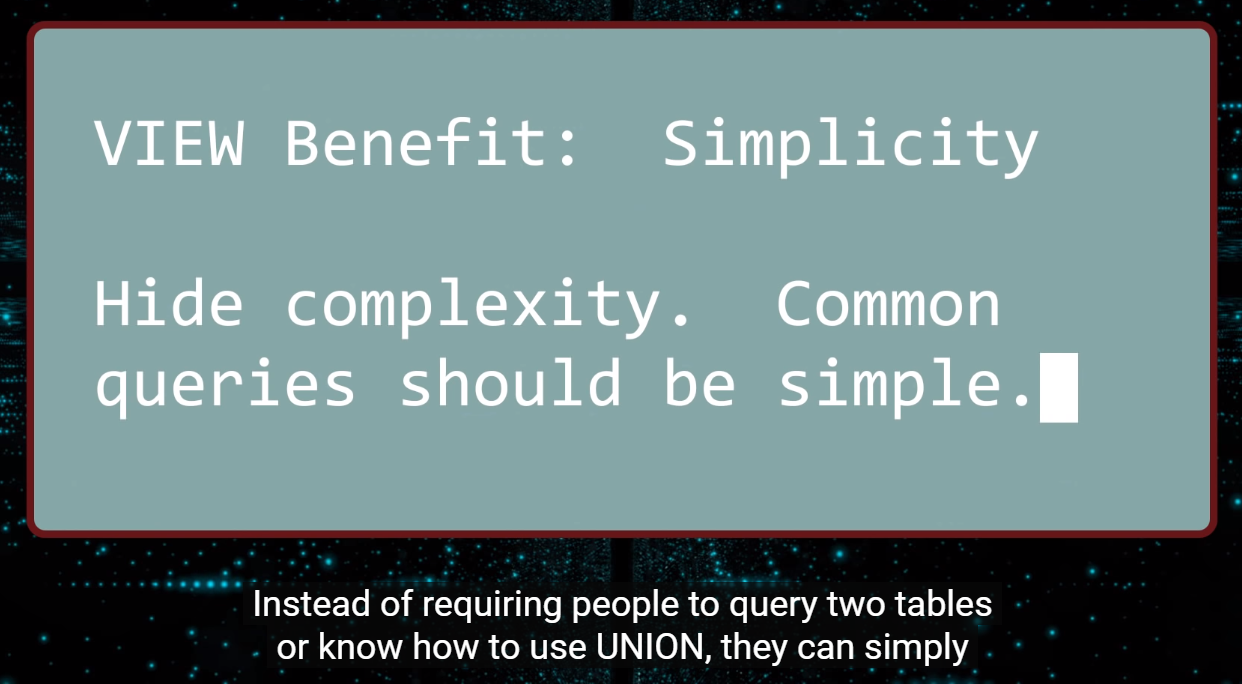 VIEW Benefit:  Simplicity
Hide complexity.  Common
queries should be simple.
Instead of requiring people to query two tables
or know how to use UNION, they can simply